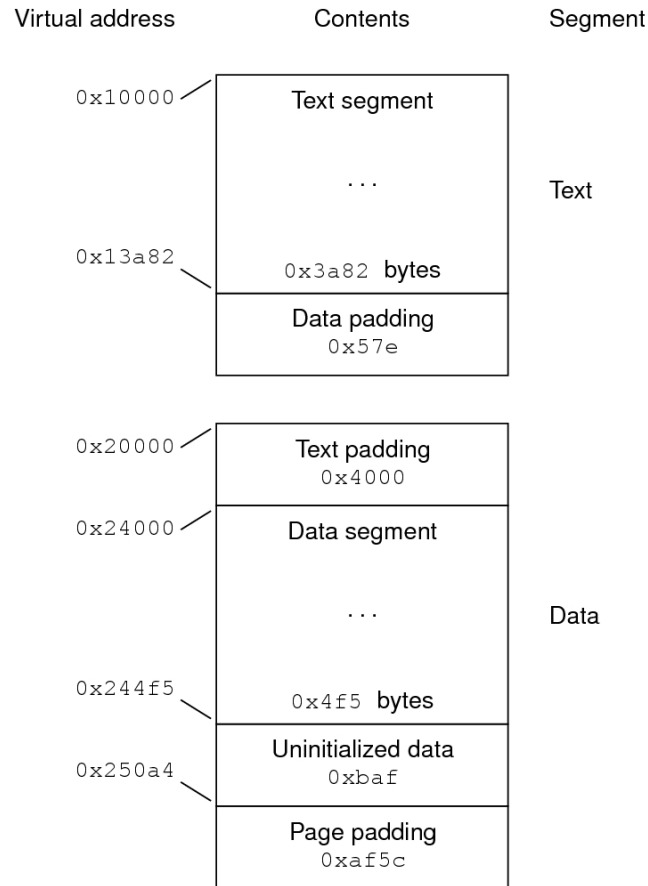 Virtual address Contents Segment
0x10000
Text segment
...
Text
0x13a82
0x3a82 bytes
Data padding
0x57e
0x20000
Text padding
0x4000
0x24000
Data segment
...
Data
0x244f5
0x4f5 bytes
Uninitialized data
0x250a4
0xbaf
Page padding
0xaf5c